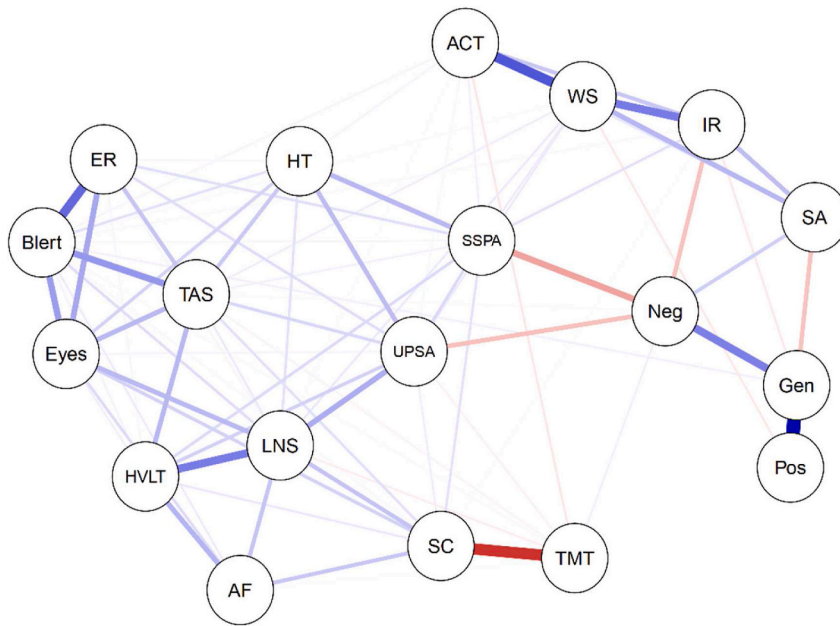 ACT
WS
IR
ER
HT
SA
Blert
SSPA
TAS
Neg
Eyes
UPSA
Gen
LNS
HVLT
Pos
SC
TMT
AF